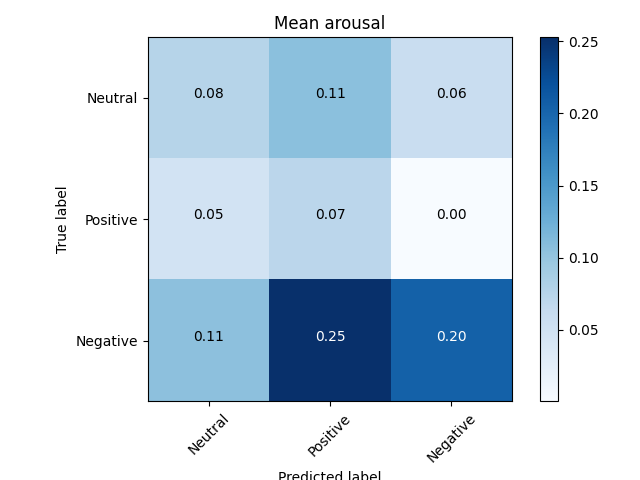 Mean arousal
Neutral 0.08 0.11 0.06
Positive 0.05 0.07 0.00
Negative 0.11 0.25 0.20
Neutral Positive Negative
Predicted label
True label
0.25
0.20
0.15
0.10
0.05